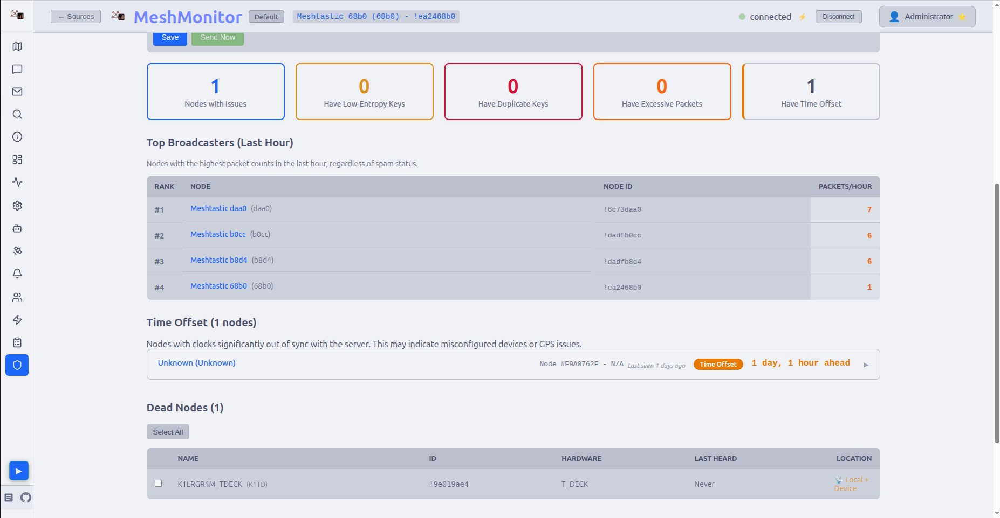 ← Sources
MeshMonitor
Default
Meshtastic 68b0 (68b0) - !ea2468b0
connected
Disconnect
Administrator
Save
Send Now
1
Nodes with Issues
0
Have Low-Entropy Keys
0
Have Duplicate Keys
0
Have Excessive Packets
1
Have Time Offset
Top Broadcasters (Last Hour)
Nodes with the highest packet counts in the last hour, regardless of spam status.
RANK NODE NODE ID PACKETS/HOUR
#1 Meshtastic daa0 (daa0) !6c73daa0 7
#2 Meshtastic b0cc (b0cc) !dadfb0cc 6
#3 Meshtastic b8d4 (b8d4) !dadfb8d4 6
#4 Meshtastic 68b0 (68b0) !ea2468b0 1
Time Offset (1 nodes)
Nodes with clocks significantly out of sync with the server. This may indicate misconfigured devices or GPS issues.
Unknown (Unknown) Node #F9A0762F - N/A Last seen 1 days ago Time Offset 1 day, 1 hour ahead ▶
Dead Nodes (1)
Select All
NAME ID HARDWARE LAST HEARD LOCATION
K1LRGR4M_TDECK (K1TD) !9e019ae4 T_DECK Never Local +
Device